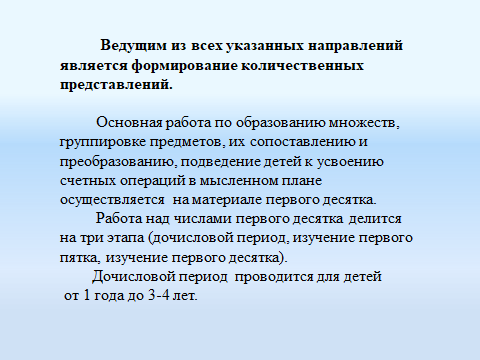 Ведущим из всех указанных направлений
является формирование количественных
представлений.
Основная работа по образованию множеств,
группировке предметов, их сопоставлению и
преобразованию, подведение детей к усвоению
счетных операций в мысленном плане
осуществляется на материале первого десятка.
Работа над числами первого десятка делится
на три этапа (дочисловой период, изучение первого
пятка, изучение первого десятка).
Дочисловой период проводится для детей
от 1 года до 3-4 лет.